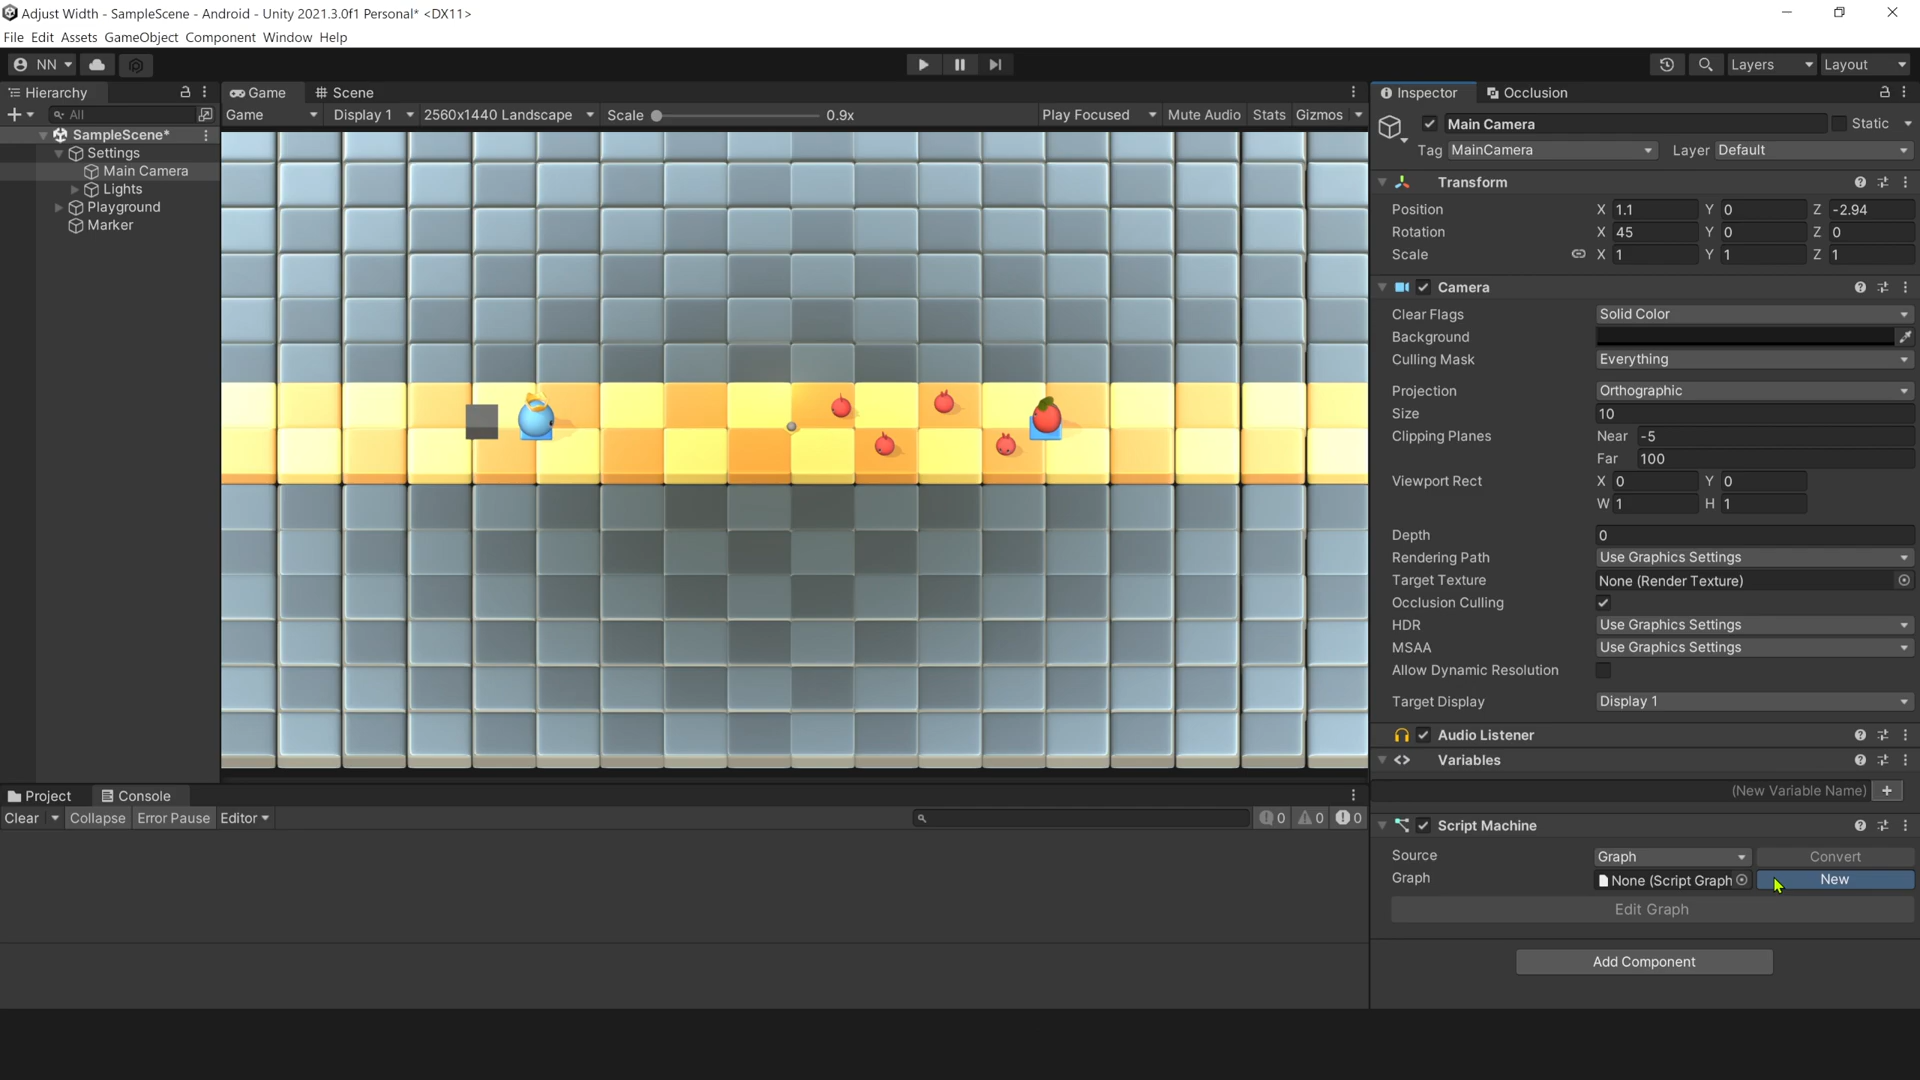 Adjust Width - SampleScene - Android - Unity 2021.3.0f1 Personal* <DX11>
File Edit Assets GameObject Component Window Help
NN Layers Layout
Hierarchy Game Scene Inspector Occlusion
All Game Display 1 2560x1440 Landscape Scale 0.9x Play Focused Mute Audio Stats Gizmos
Main Camera Static
SampleScene*
Tag MainCamera Layer Default
Settings
Main Camera
Lights
Playground
Marker
Transform
Position X 1.1 Y 0 Z -2.94
Rotation X 45 Y 0 Z 0
Scale X 1 Y 1 Z 1
Camera
Clear Flags Solid Color
Background
Culling Mask Everything
Projection Orthographic
Size 10
Clipping Planes Near -5
Far 100
Viewport Rect X 0 Y 0
W 1 H 1
Depth 0
Rendering Path Use Graphics Settings
Target Texture None (Render Texture)
Occlusion Culling
HDR Use Graphics Settings
MSAA Use Graphics Settings
Allow Dynamic Resolution
Target Display Display 1
Audio Listener
Variables
(New Variable Name)
Script Machine
Source Graph Convert
Graph None (Script Graph New
Edit Graph
Add Component
Project Console
Clear Collapse Error Pause Editor 0 0 0